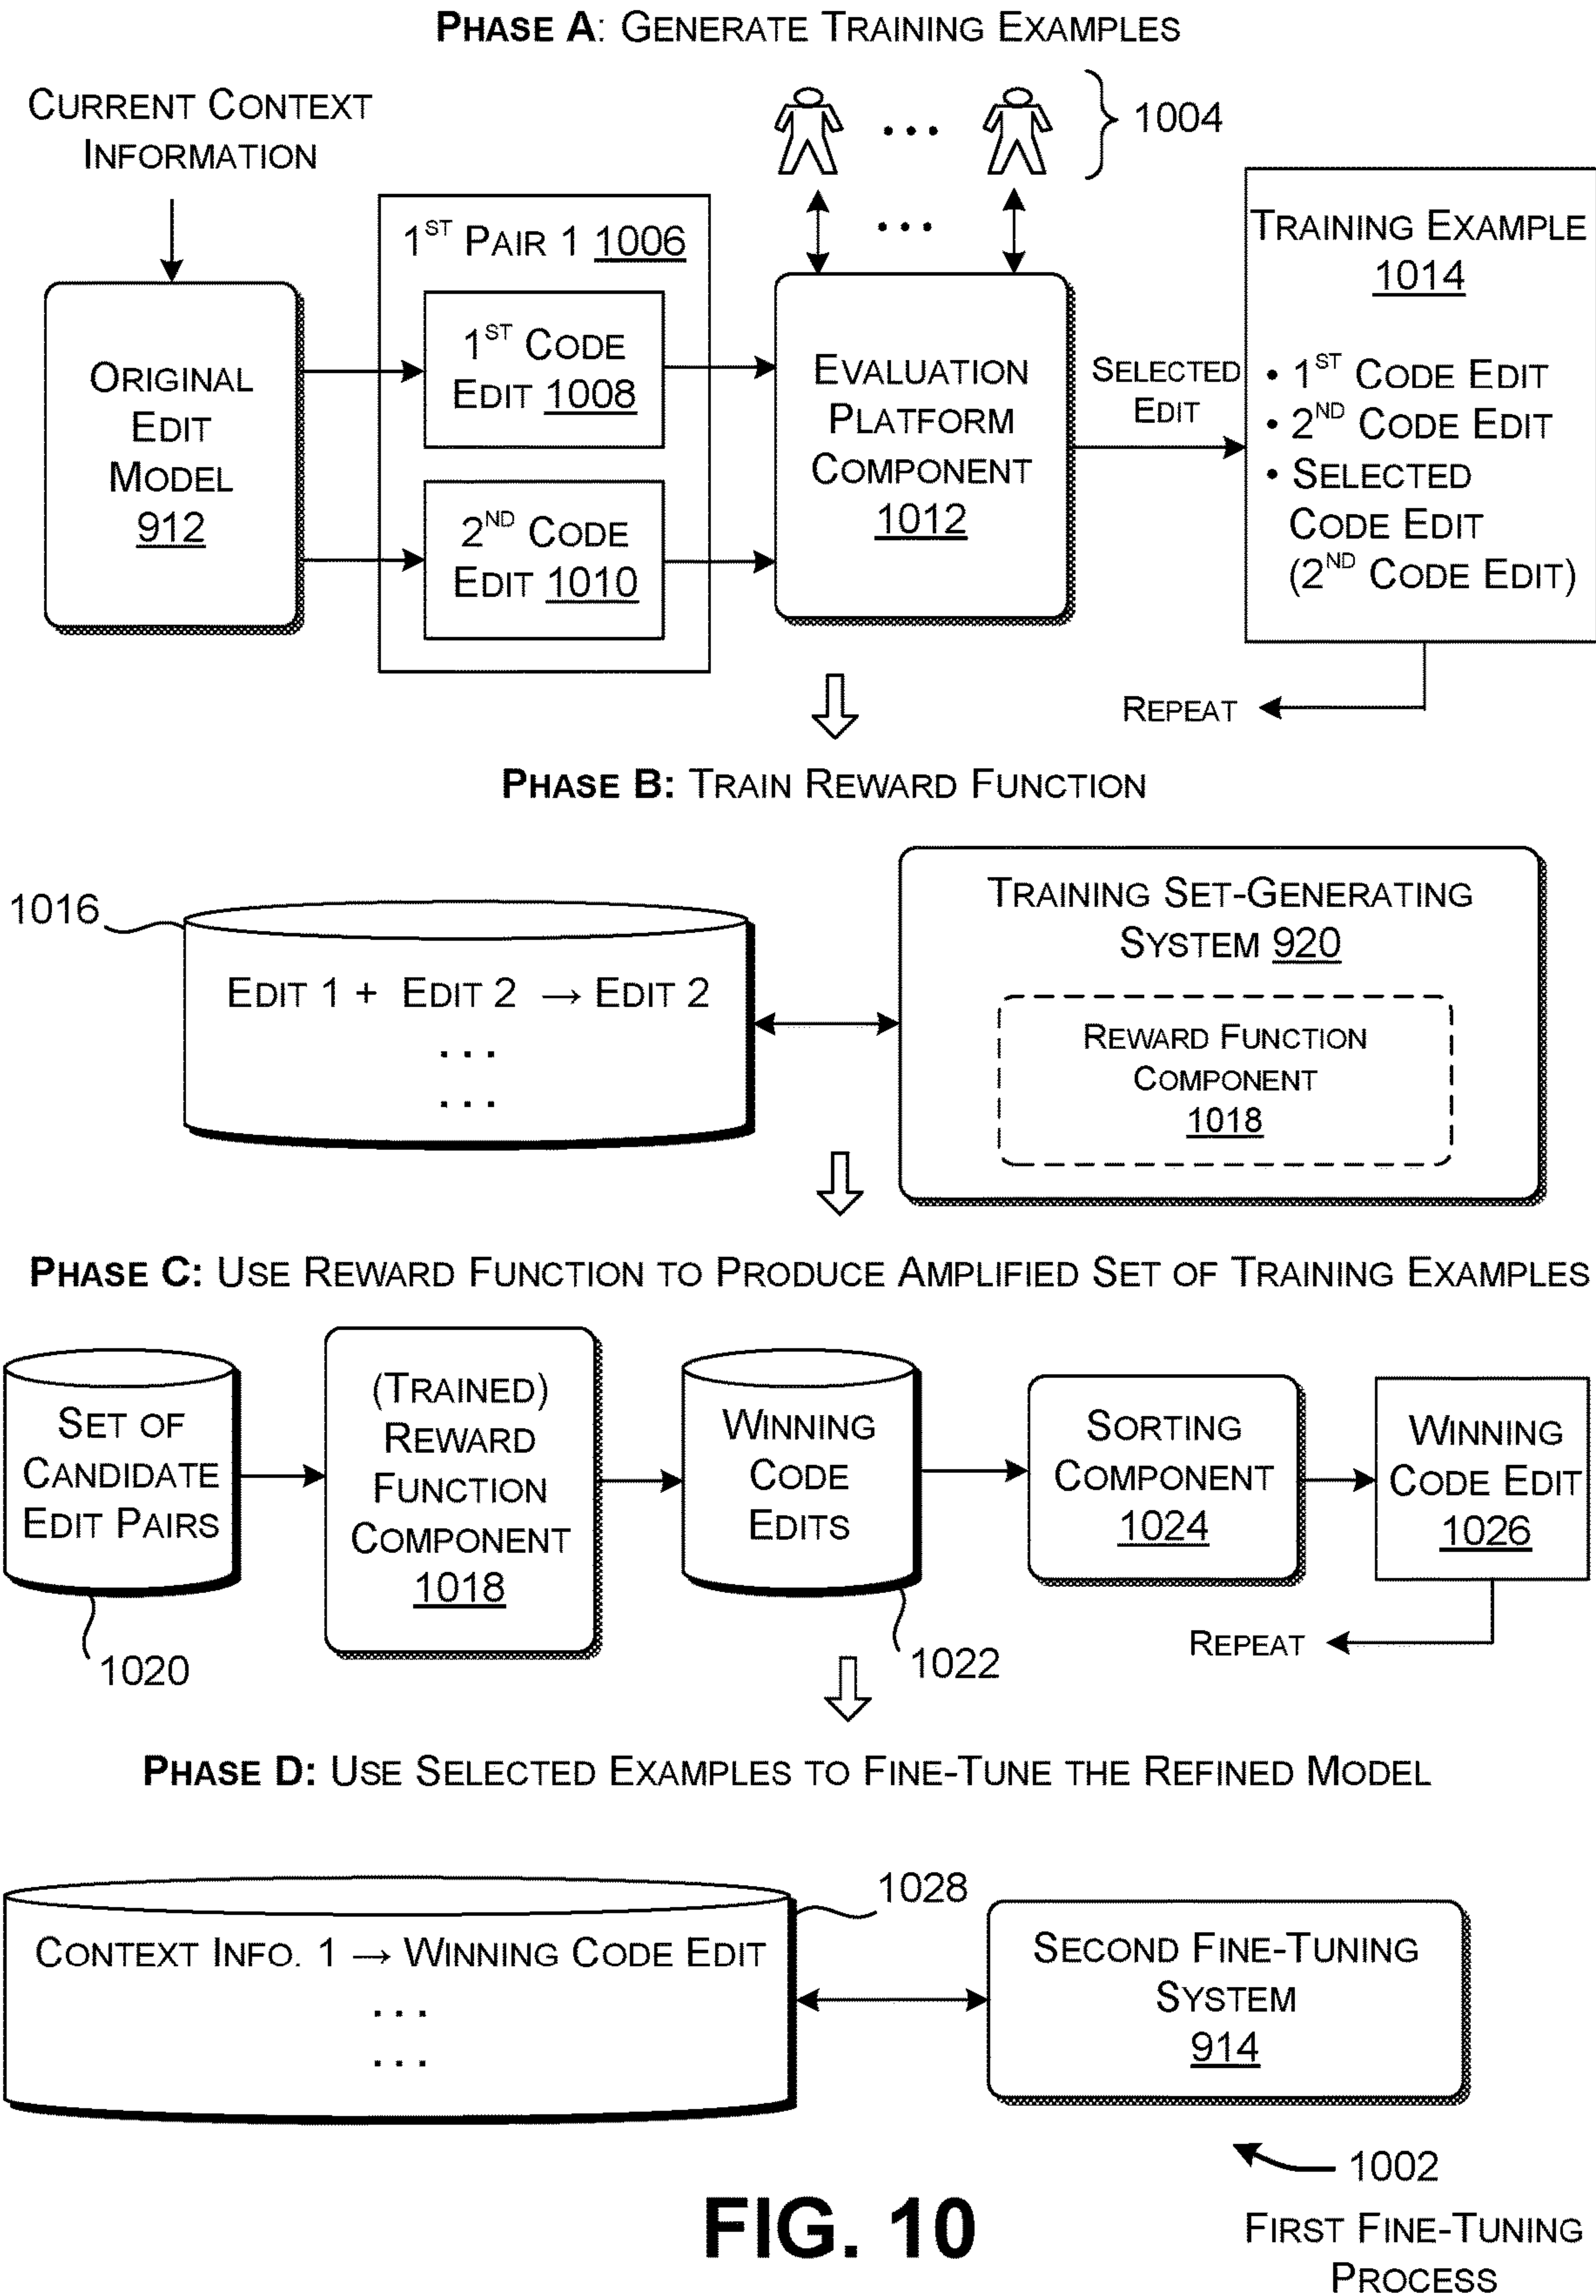 PHASE A: GENERATE TRAINING EXAMPLES
CURRENT CONTEXT
INFORMATION
1004
ORIGINAL
EDIT
MODEL
912
1ST PAIR 1 1006
1ST CODE
EDIT 1008
2ND CODE
EDIT 1010
EVALUATION
PLATFORM
COMPONENT
1012
SELECTED
EDIT
TRAINING EXAMPLE
1014
• 1ST CODE EDIT
• 2ND CODE EDIT
• SELECTED
CODE EDIT
(2ND CODE EDIT)
REPEAT
PHASE B: TRAIN REWARD FUNCTION
1016
EDIT 1 + EDIT 2 → EDIT 2
. . .
. . .
TRAINING SET-GENERATING
SYSTEM 920
REWARD FUNCTION
COMPONENT
1018
PHASE C: USE REWARD FUNCTION TO PRODUCE AMPLIFIED SET OF TRAINING EXAMPLES
SET OF
CANDIDATE
EDIT PAIRS
1020
(TRAINED)
REWARD
FUNCTION
COMPONENT
1018
WINNING
CODE
EDITS
1022
SORTING
COMPONENT
1024
WINNING
CODE EDIT
1026
REPEAT
PHASE D: USE SELECTED EXAMPLES TO FINE-TUNE THE REFINED MODEL
1028
CONTEXT INFO. 1 → WINNING CODE EDIT
. . .
. . .
SECOND FINE-TUNING
SYSTEM
914
1002
FIRST FINE-TUNING
PROCESS
FIG. 10